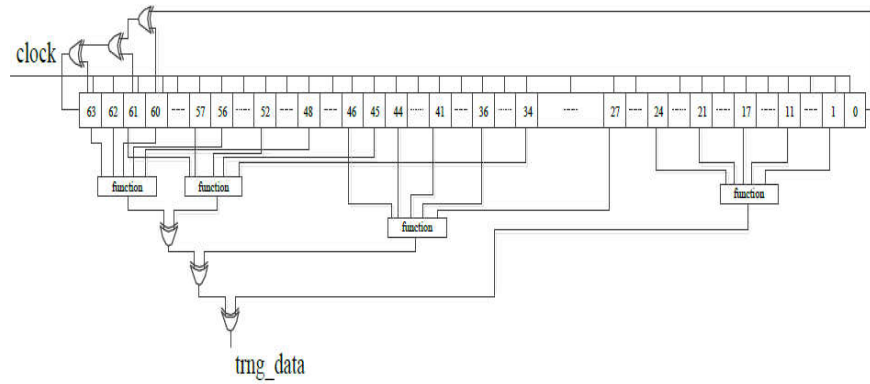 clock
63 62 61 60 ---- 57 56 ----- 52 ---- 48 ---- 46 45 44 ----- 41 ---- 36 ---- 34 ----- 27 ---- 24 ----- 21 ---- 17 ---- 11 ---- 1 0
function function function
function
trng_data